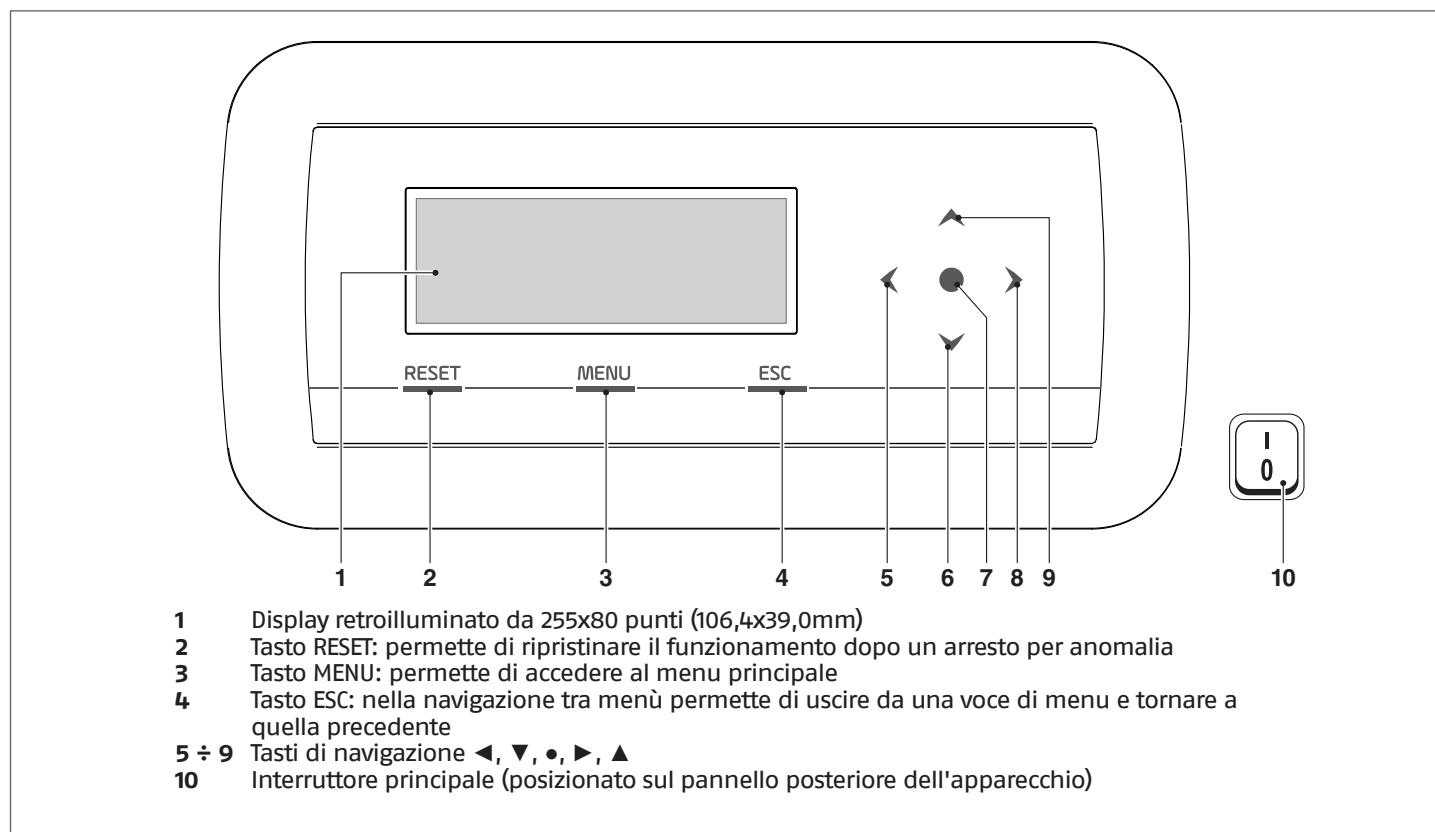 RESET MENU ESC
I
0
1 2 3 4 5 6 7 8 9 10
1 Display retroilluminato da 255x80 punti (106,4x39,0mm)
2 Tasto RESET: permette di ripristinare il funzionamento dopo un arresto per anomalia
3 Tasto MENU: permette di accedere al menu principale
4 Tasto ESC: nella navigazione tra menù permette di uscire da una voce di menu e tornare a
quella precedente
5 ÷ 9 Tasti di navigazione ◄, ▼, ●, ►, ▲
10 Interruttore principale (posizionato sul pannello posteriore dell'apparecchio)